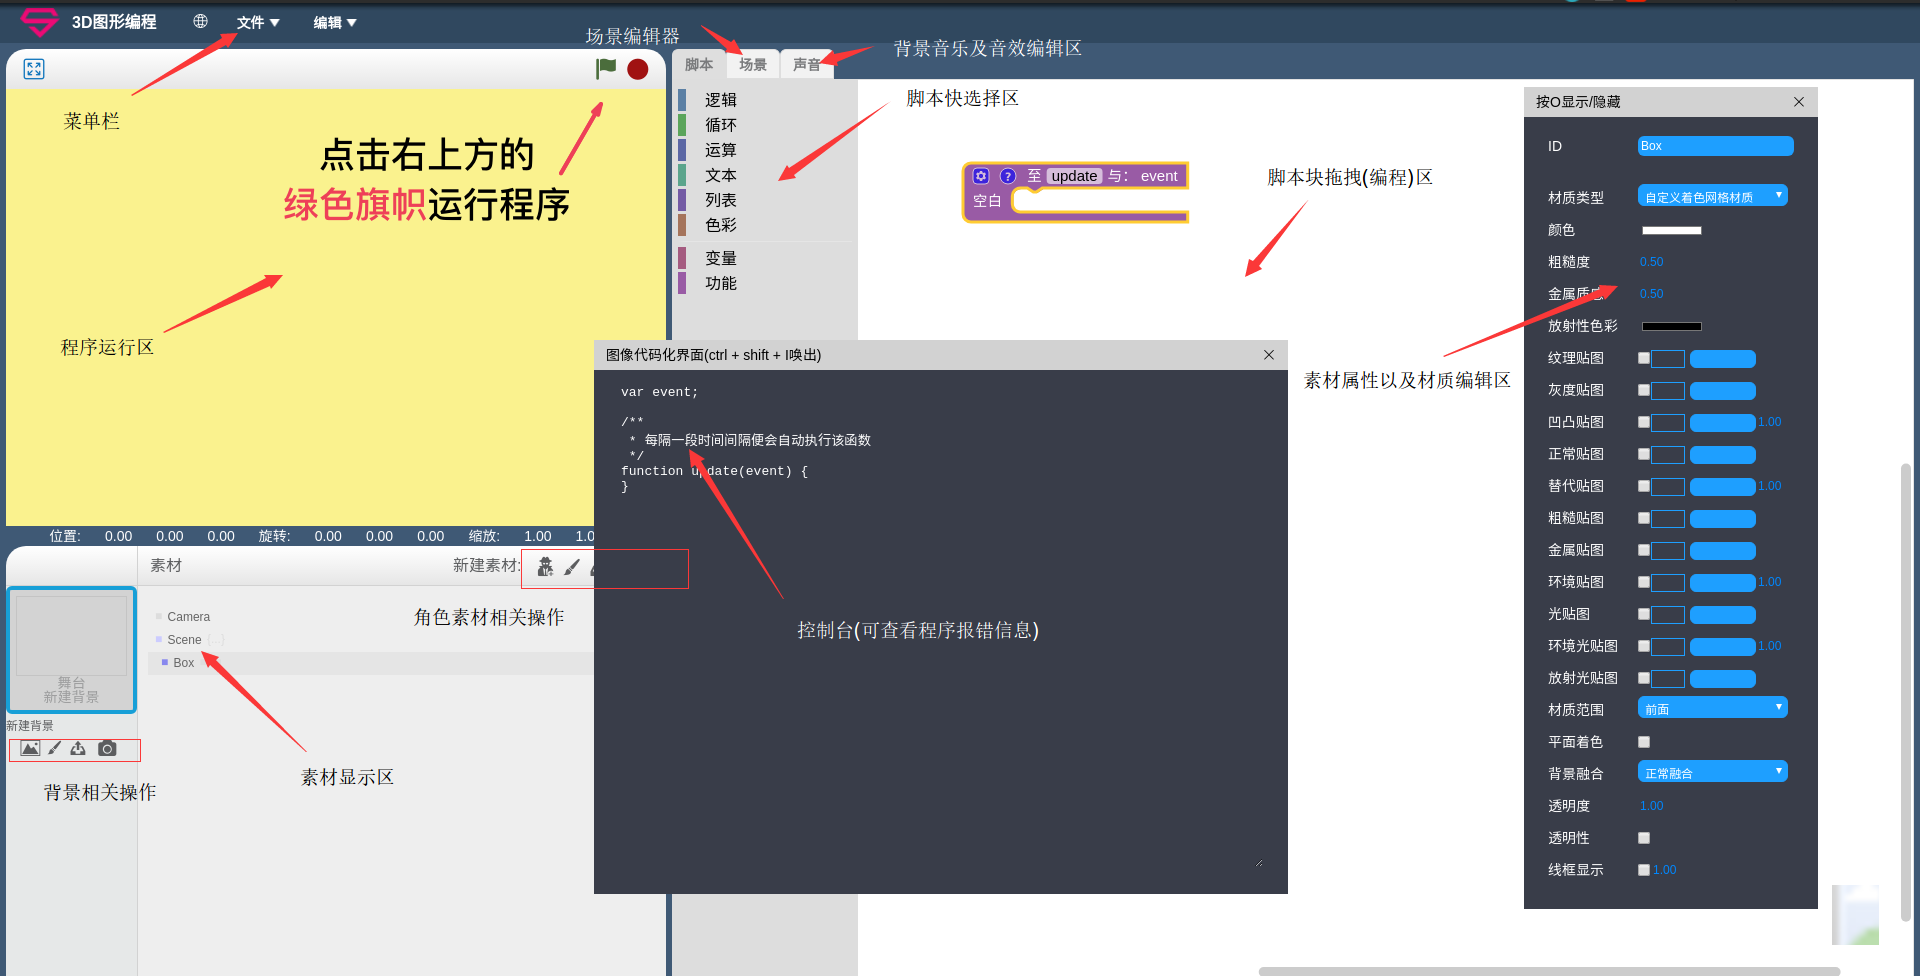 3D图形编程
文件
编辑
场景编辑器
背景音乐及音效编辑区
脚本
场景
声音
菜单栏
点击右上方的
绿色旗帜运行程序
程序运行区
逻辑
循环
运算
文本
列表
色彩
变量
功能
脚本快选择区
至 update 与： event
空白
脚本块拖拽(编程)区
按O显示/隐藏
ID Box
材质类型 自定义着色网格材质
颜色
粗糙度 0.50
金属质感 0.50
放射性色彩
纹理贴图
灰度贴图
凹凸贴图 1.00
正常贴图
替代贴图 1.00
粗糙贴图
金属贴图
环境贴图 1.00
光贴图
环境光贴图 1.00
放射光贴图
材质范围 前面
平面着色
背景融合 正常融合
透明度 1.00
透明性
线框显示 1.00
素材属性以及材质编辑区
图像代码化界面(ctrl + shift + I唤出)
var event;
/**
* 每隔一段时间间隔便会自动执行该函数
*/
function update(event) {
}
控制台(可查看程序报错信息)
位置: 0.00 0.00 0.00 旋转: 0.00 0.00 0.00 缩放: 1.00 1.0
素材
新建素材:
Camera
Scene [...]
Box
角色素材相关操作
舞台
新建背景
新建背景
背景相关操作
素材显示区